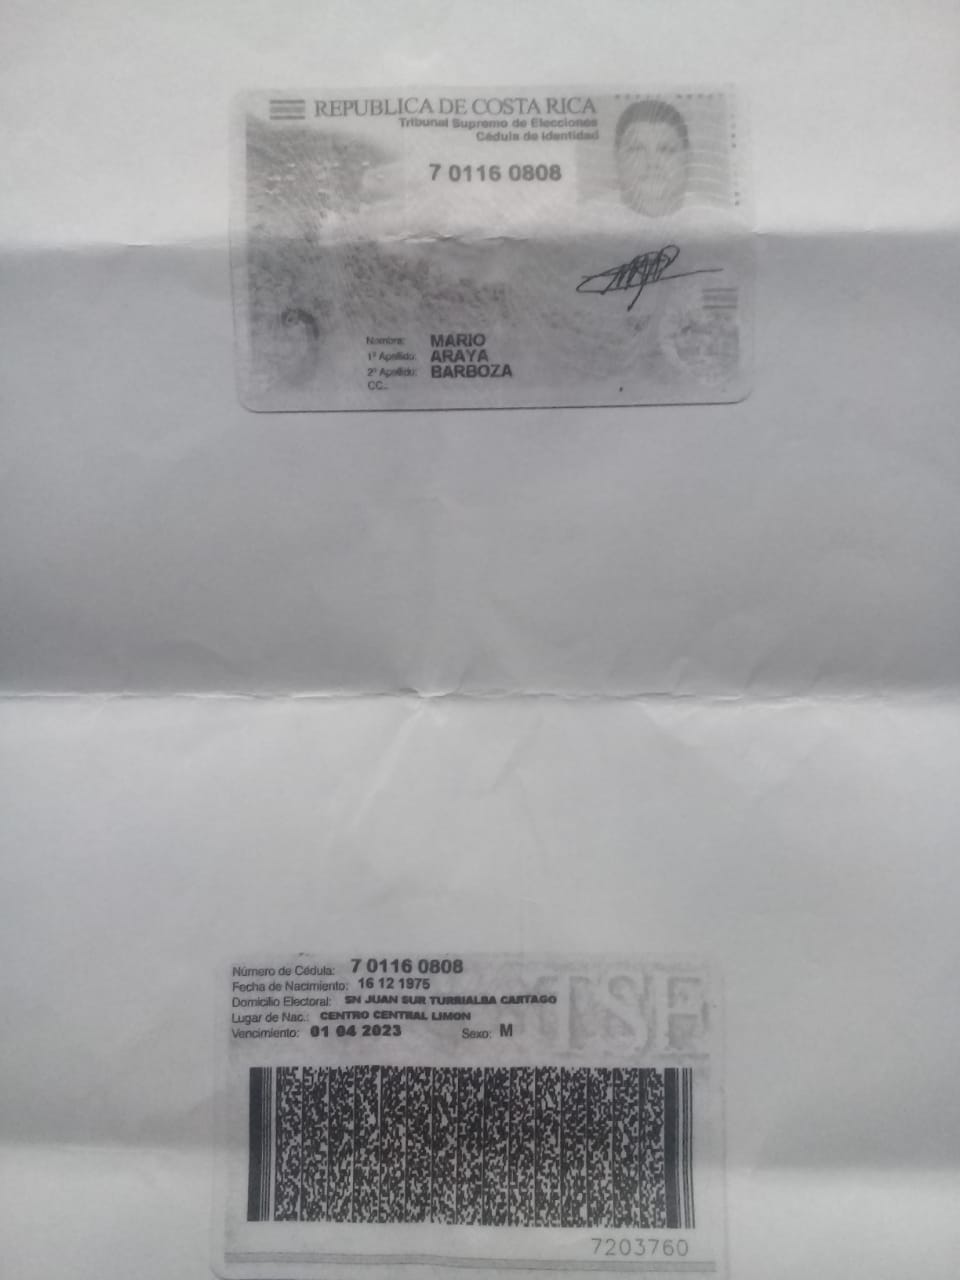 REPUBLICA DE COSTA RICA
Tribunal Supremo de Elecciones
Cédula de Identidad
7 0116 0808
Nombre: MARIO
1º Apellido: ARAYA
2º Apellido: BARBOZA
CC.:
Número de Cédula: 7 0116 0808
Fecha de Nacimiento: 16 12 1975
Domicilio Electoral: SN JUAN SUR TURRIALBA CARTAGO
Lugar de Nac.: CENTRO CENTRAL LIMON
Vencimiento: 01 04 2023 Sexo: M
TSE
7203760